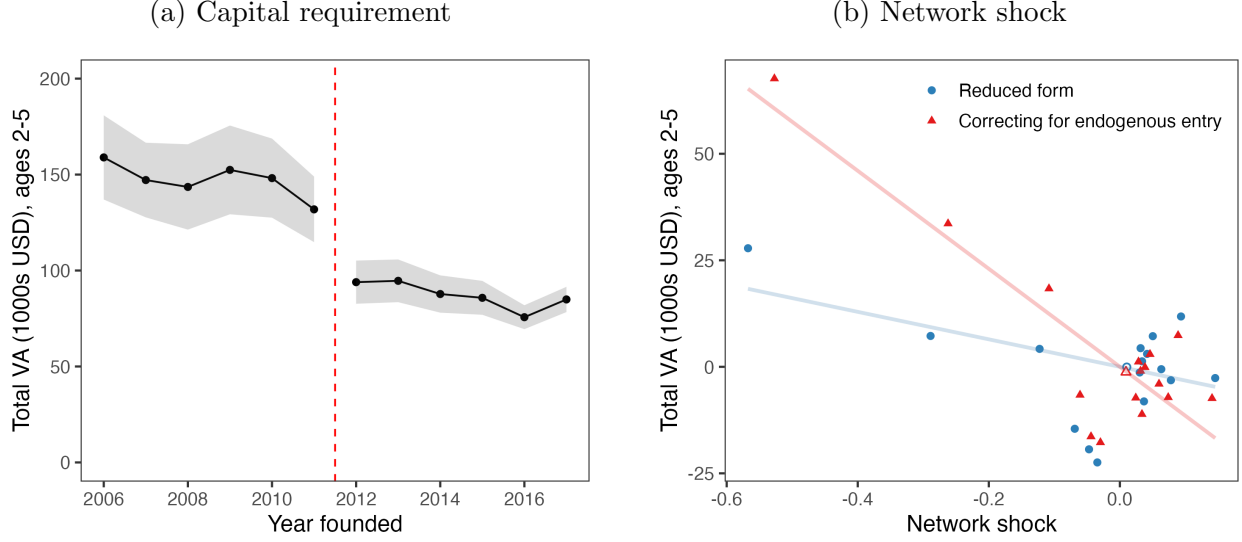 (a) Capital requirement
Total VA (1000s USD), ages 2-5
200
150
100
50
0
2006
2008
2010
2012
2014
2016
Year founded
(b) Network shock
Total VA (1000s USD), ages 2-5
50
25
0
-25
Reduced form
Correcting for endogenous entry
-0.6
-0.4
-0.2
0.0
Network shock